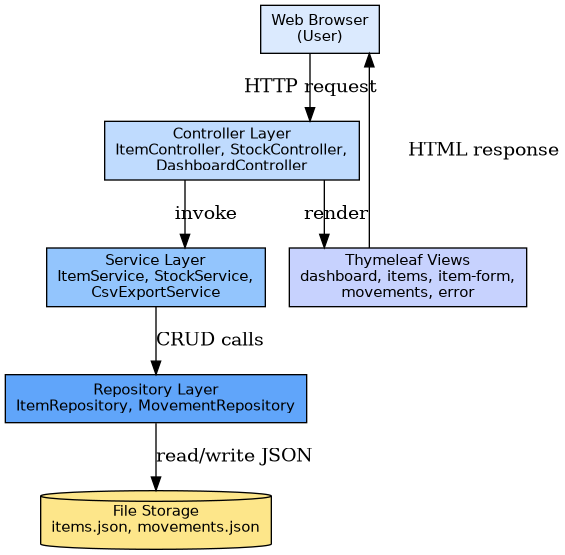 Web Browser
(User)
HTTP request
Controller Layer
ItemController, StockController,
DashboardController
HTML response
invoke
render
Service Layer
ItemService, StockService,
CsvExportService
Thymeleaf Views
dashboard, items, item-form,
movements, error
CRUD calls
Repository Layer
ItemRepository, MovementRepository
read/write JSON
File Storage
items.json, movements.json